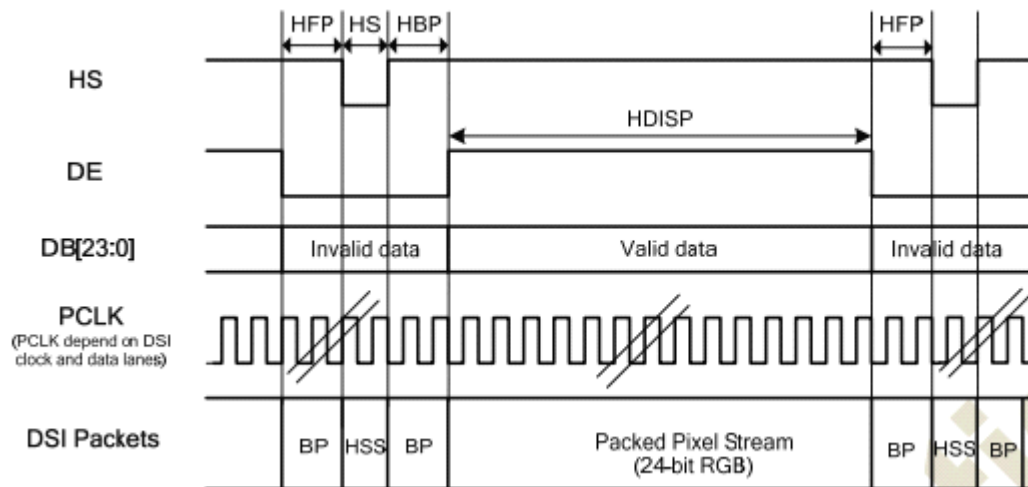 HFP HS HBP HFP
HS
HDISP
DE
DB[23:0] Invalid data Valid data Invalid data
PCLK
(PCLK depend on DSI
clock and data lanes)
DSI Packets BP HSS BP Packed Pixel Stream BP HSS BP
(24-bit RGB)